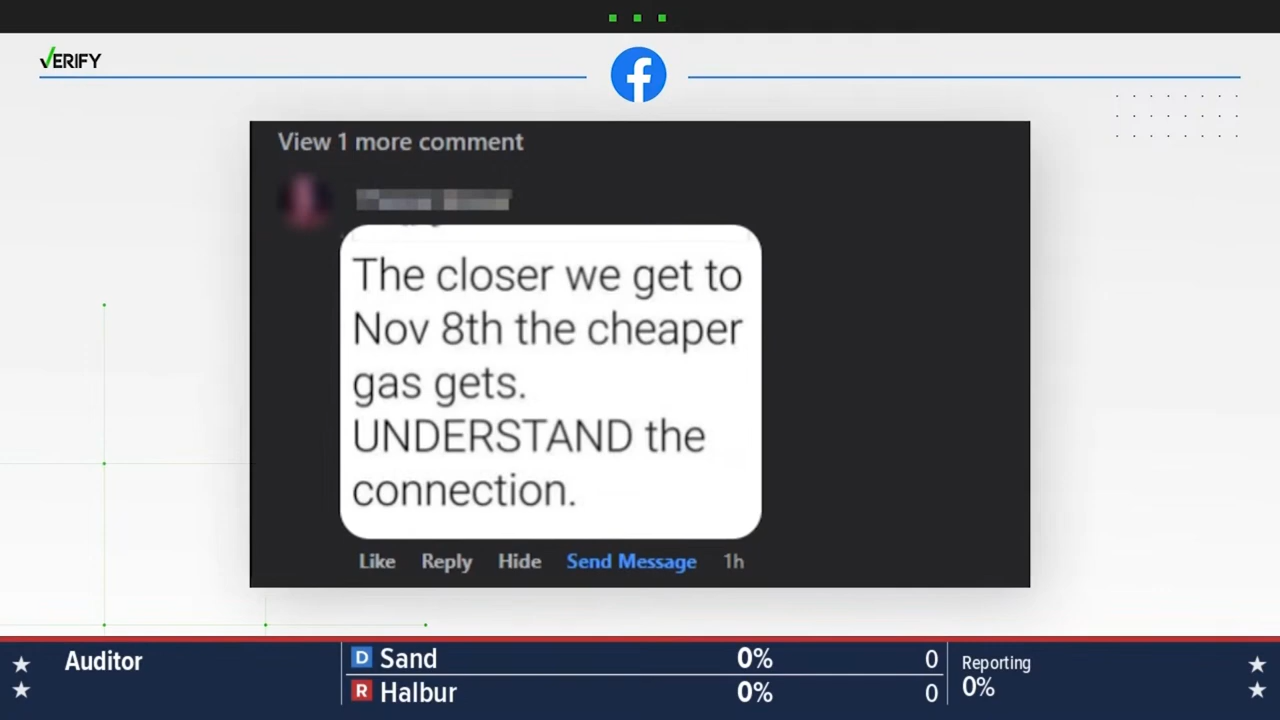 VERIFY
View 1 more comment
The closer we get to
Nov 8th the cheaper
gas gets.
UNDERSTAND the
connection.
Like Reply Hide Send Message 1h
Auditor
D Sand 0% 0
R Halbur 0% 0
Reporting
0%